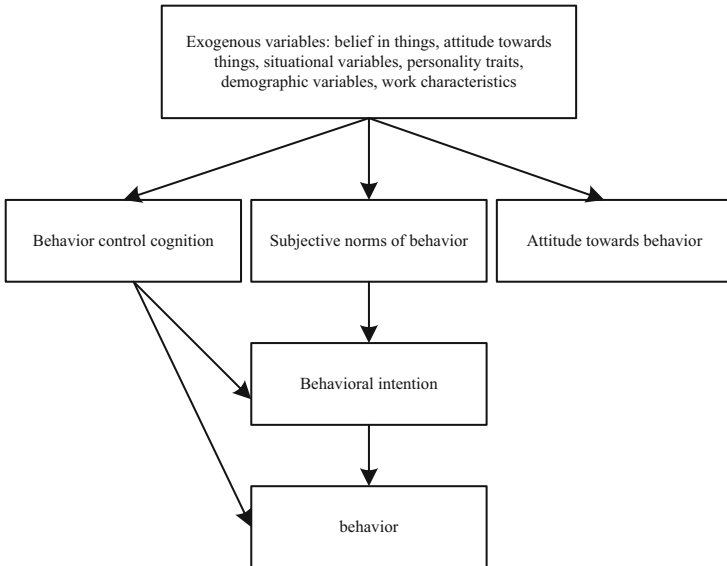 Exogenous variables: belief in things, attitude towards
things, situational variables, personality traits,
demographic variables, work characteristics
Behavior control cognition
Subjective norms of behavior
Attitude towards behavior
Behavioral intention
behavior